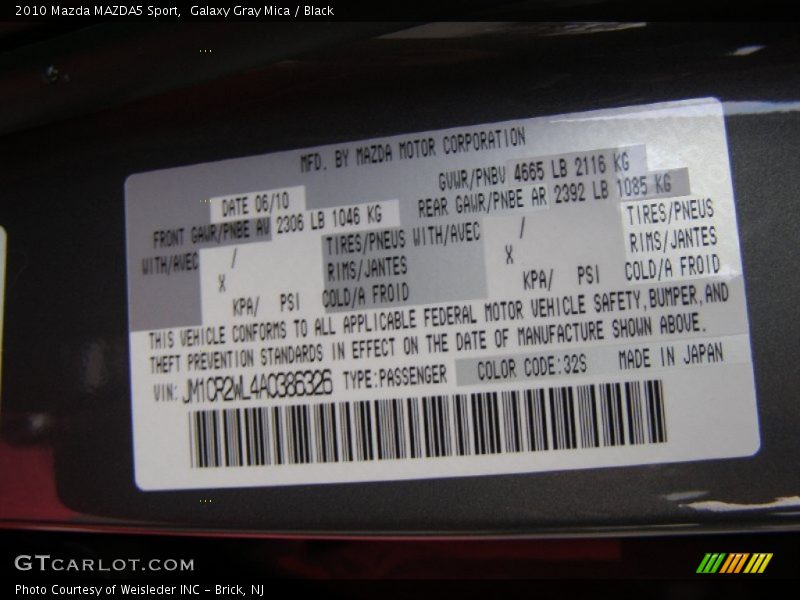 2010 Mazda MAZDA5 Sport,  Galaxy Gray Mica / Black
MFD. BY MAZDA MOTOR CORPORATION
DATE 06/10
GVWR/PNBV 4665 LB 2116 KG
FRONT GAWR/PNBE AV 2306 LB 1046 KG
REAR GAWR/PNBE AR 2392 LB 1085 KG
WITH/AVEC / TIRES/PNEUS WITH/AVEC / TIRES/PNEUS
X RIMS/JANTES X RIMS/JANTES
KPA/ PSI COLD/A FROID KPA/ PSI COLD/A FROID
THIS VEHICLE CONFORMS TO ALL APPLICABLE FEDERAL MOTOR VEHICLE SAFETY,BUMPER,AND
THEFT PREVENTION STANDARDS IN EFFECT ON THE DATE OF MANUFACTURE SHOWN ABOVE.
VIN: JM1CR2WL4A0386326 TYPE:PASSENGER COLOR CODE:32S MADE IN JAPAN
GTCARLOT.COM
Photo Courtesy of Weisleder INC - Brick, NJ